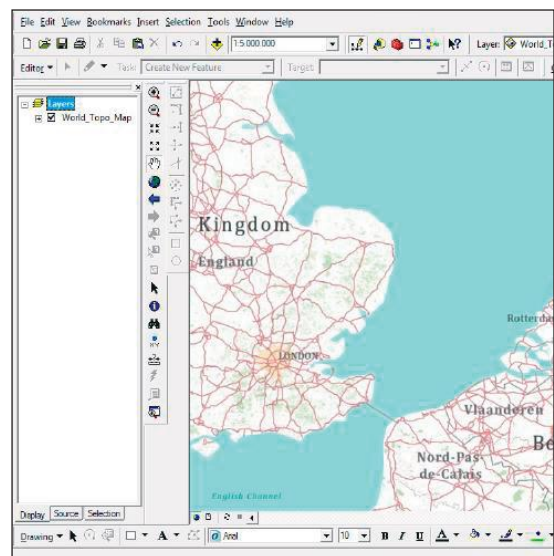 File Edit View Bookmarks Insert Selection Tools Window Help
1:5 000 000
Layer: World_T
Editor Task: Create New Feature Target:
Layers
World_Topo_Map
Kingdom
England
LONDON
Rotterda
Vlaanderen
Be
Nord-Pas-
de-Calais
English Channel
Display Source Selection
Drawing A Arial 10 B I U A